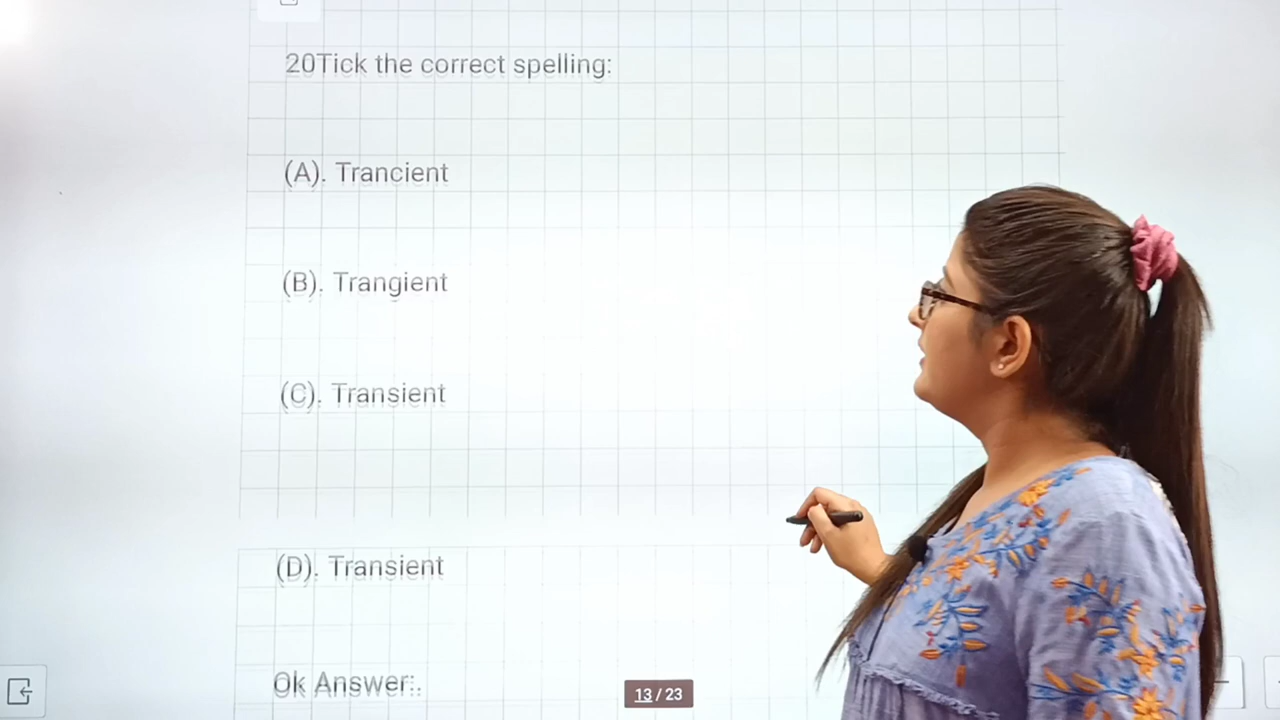 20Tick the correct spelling:
(A). Trancient
(B). Trangient
(C). Transient
(D). Transient
Ok Answer:.
13 / 23